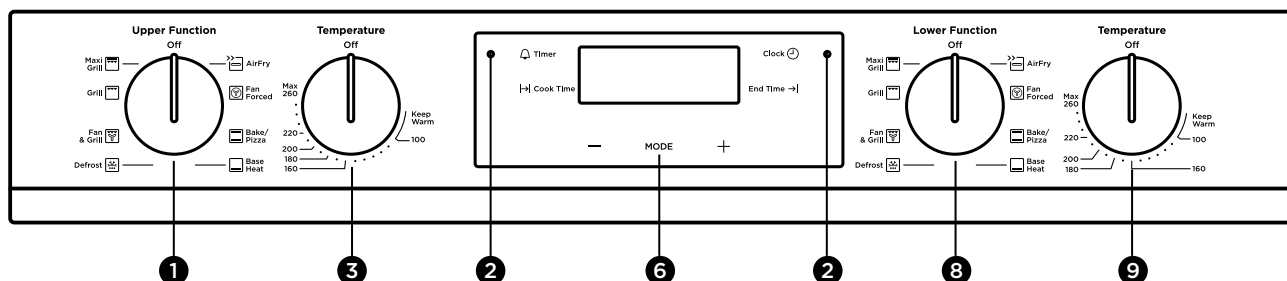 Upper Function
Off
Maxi
Grill
AirFry
Grill
Fan
Forced
Fan
& Grill
Bake/
Pizza
Defrost
Base
Heat
Temperature
Off
Max
260
220
200
180
160
Keep
Warm
100
TImer
Clock
Cook TIme
End TIme
— MODE +
Lower Function
Off
Maxi
Grill
AirFry
Grill
Fan
Forced
Fan
& Grill
Bake/
Pizza
Defrost
Base
Heat
Temperature
Off
Max
260
220
200
180
160
Keep
Warm
100
1 3 2 6 2 8 9